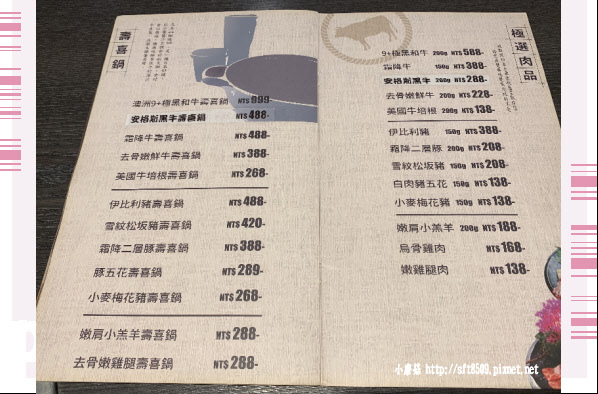 壽喜鍋
澳洲9+極黑和牛壽喜鍋 NT$ 999-
安格斯黑牛壽喜鍋 NT$ 488-
霜降牛壽喜鍋 NT$ 488-
去骨嫩鮮牛壽喜鍋 NT$ 388-
美國牛培根壽喜鍋 NT$ 268-
伊比利豬壽喜鍋 NT$ 488-
雪紋松坂豬壽喜鍋 NT$ 420-
霜降二層豚壽喜鍋 NT$ 388-
豚五花壽喜鍋 NT$ 289-
小麥梅花豬壽喜鍋 NT$ 268-
嫩肩小羔羊壽喜鍋 NT$ 288-
去骨嫩雞腿壽喜鍋 NT$ 288-
極選肉品
9+極黑和牛 200g NT$ 588-
霜降牛 150g NT$ 388-
安格斯黑牛 200g NT$ 288-
去骨嫩鮮牛 200g NT$ 228-
美國牛培根 200g NT$ 138-
伊比利豬 150g NT$ 388-
霜降二層豚 200g NT$ 208-
雪紋松坂豬 150g NT$ 208-
白肉豬五花 150g NT$ 138-
小麥梅花豬 150g NT$ 138-
嫩肩小羔羊 200g NT$ 188-
烏骨雞肉 NT$ 168-
嫩雞腿肉 NT$ 138-
小蘑菇 http://sft8509.pixnet.net